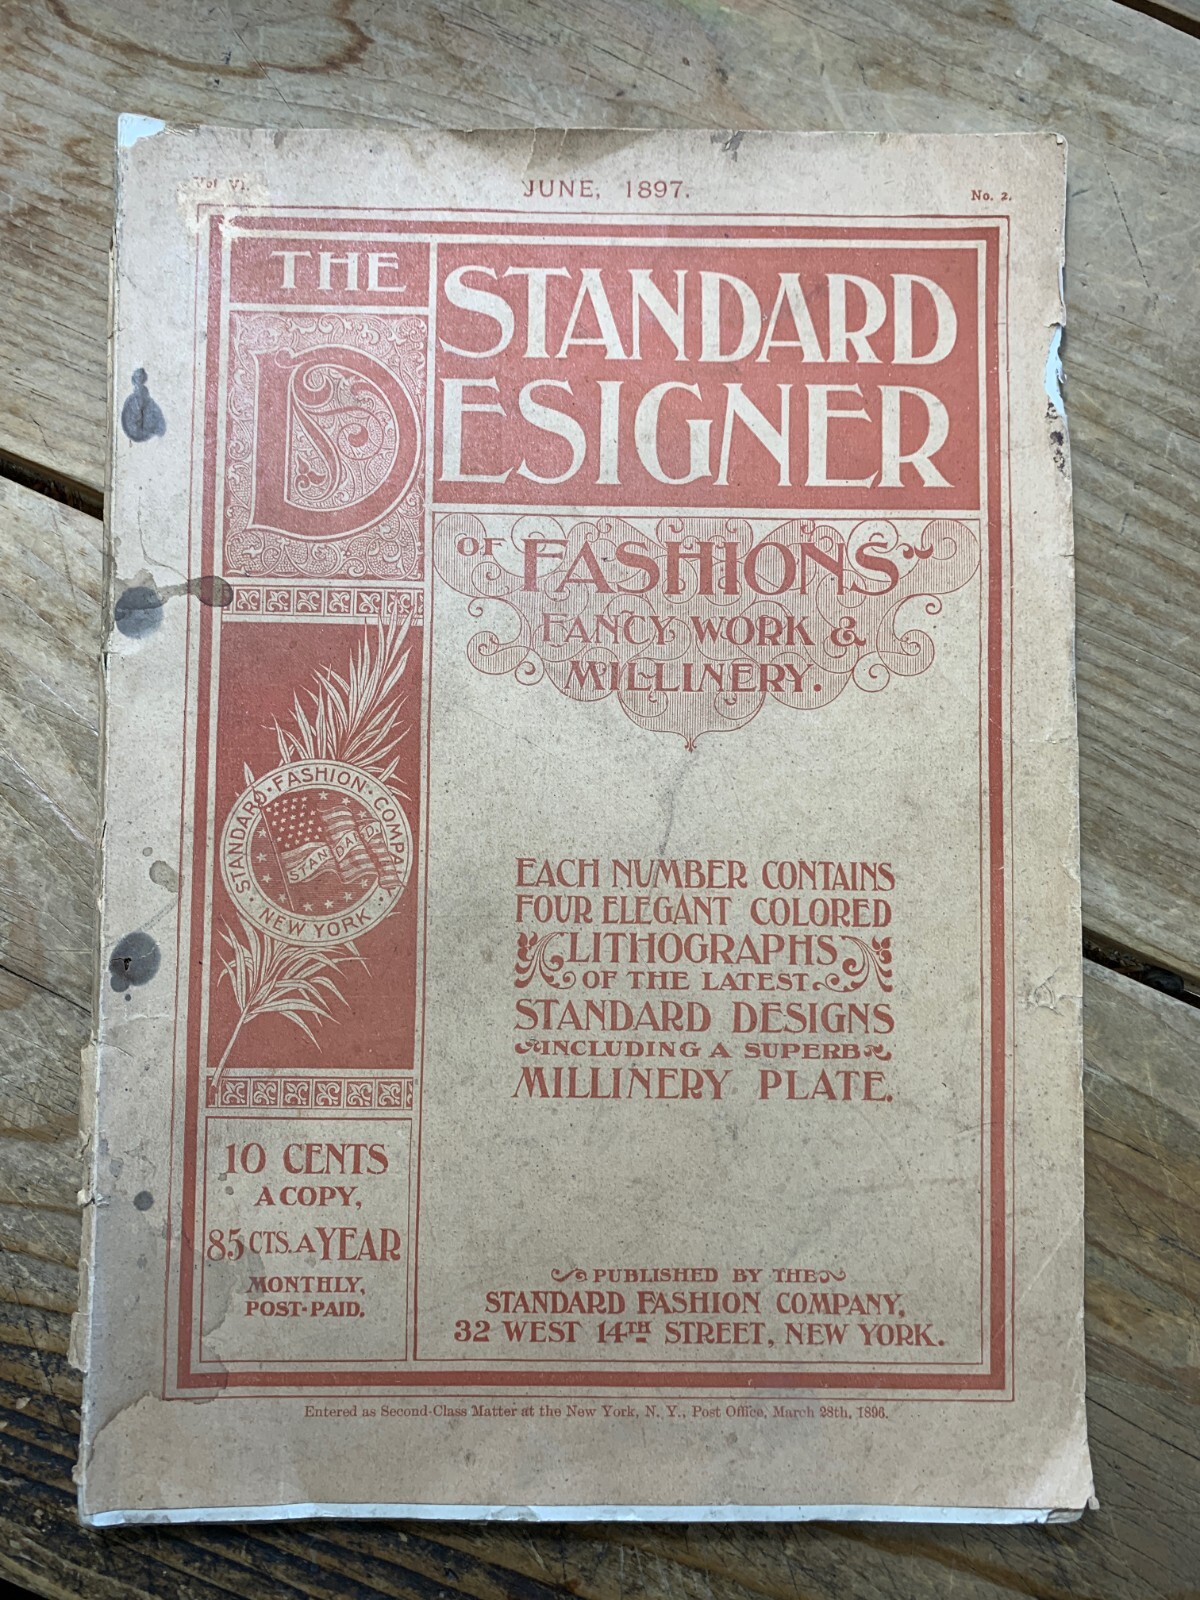 Vol. VI.
JUNE, 1897.
No. 2.
THE
STANDARD
DESIGNER
OF FASHIONS
FANCY WORK &
MILLINERY.
STANDARD · FASHION · COMPANY
· NEW YORK ·
STANDARD
EACH NUMBER CONTAINS
FOUR ELEGANT COLORED
LITHOGRAPHS
OF THE LATEST
STANDARD DESIGNS
INCLUDING A SUPERB
MILLINERY PLATE.
10 CENTS
A COPY,
85 CTS. A YEAR
MONTHLY,
POST-PAID.
PUBLISHED BY THE
STANDARD FASHION COMPANY,
32 WEST 14TH STREET, NEW YORK.
Entered as Second-Class Matter at the New York, N. Y., Post Office, March 28th, 1896.